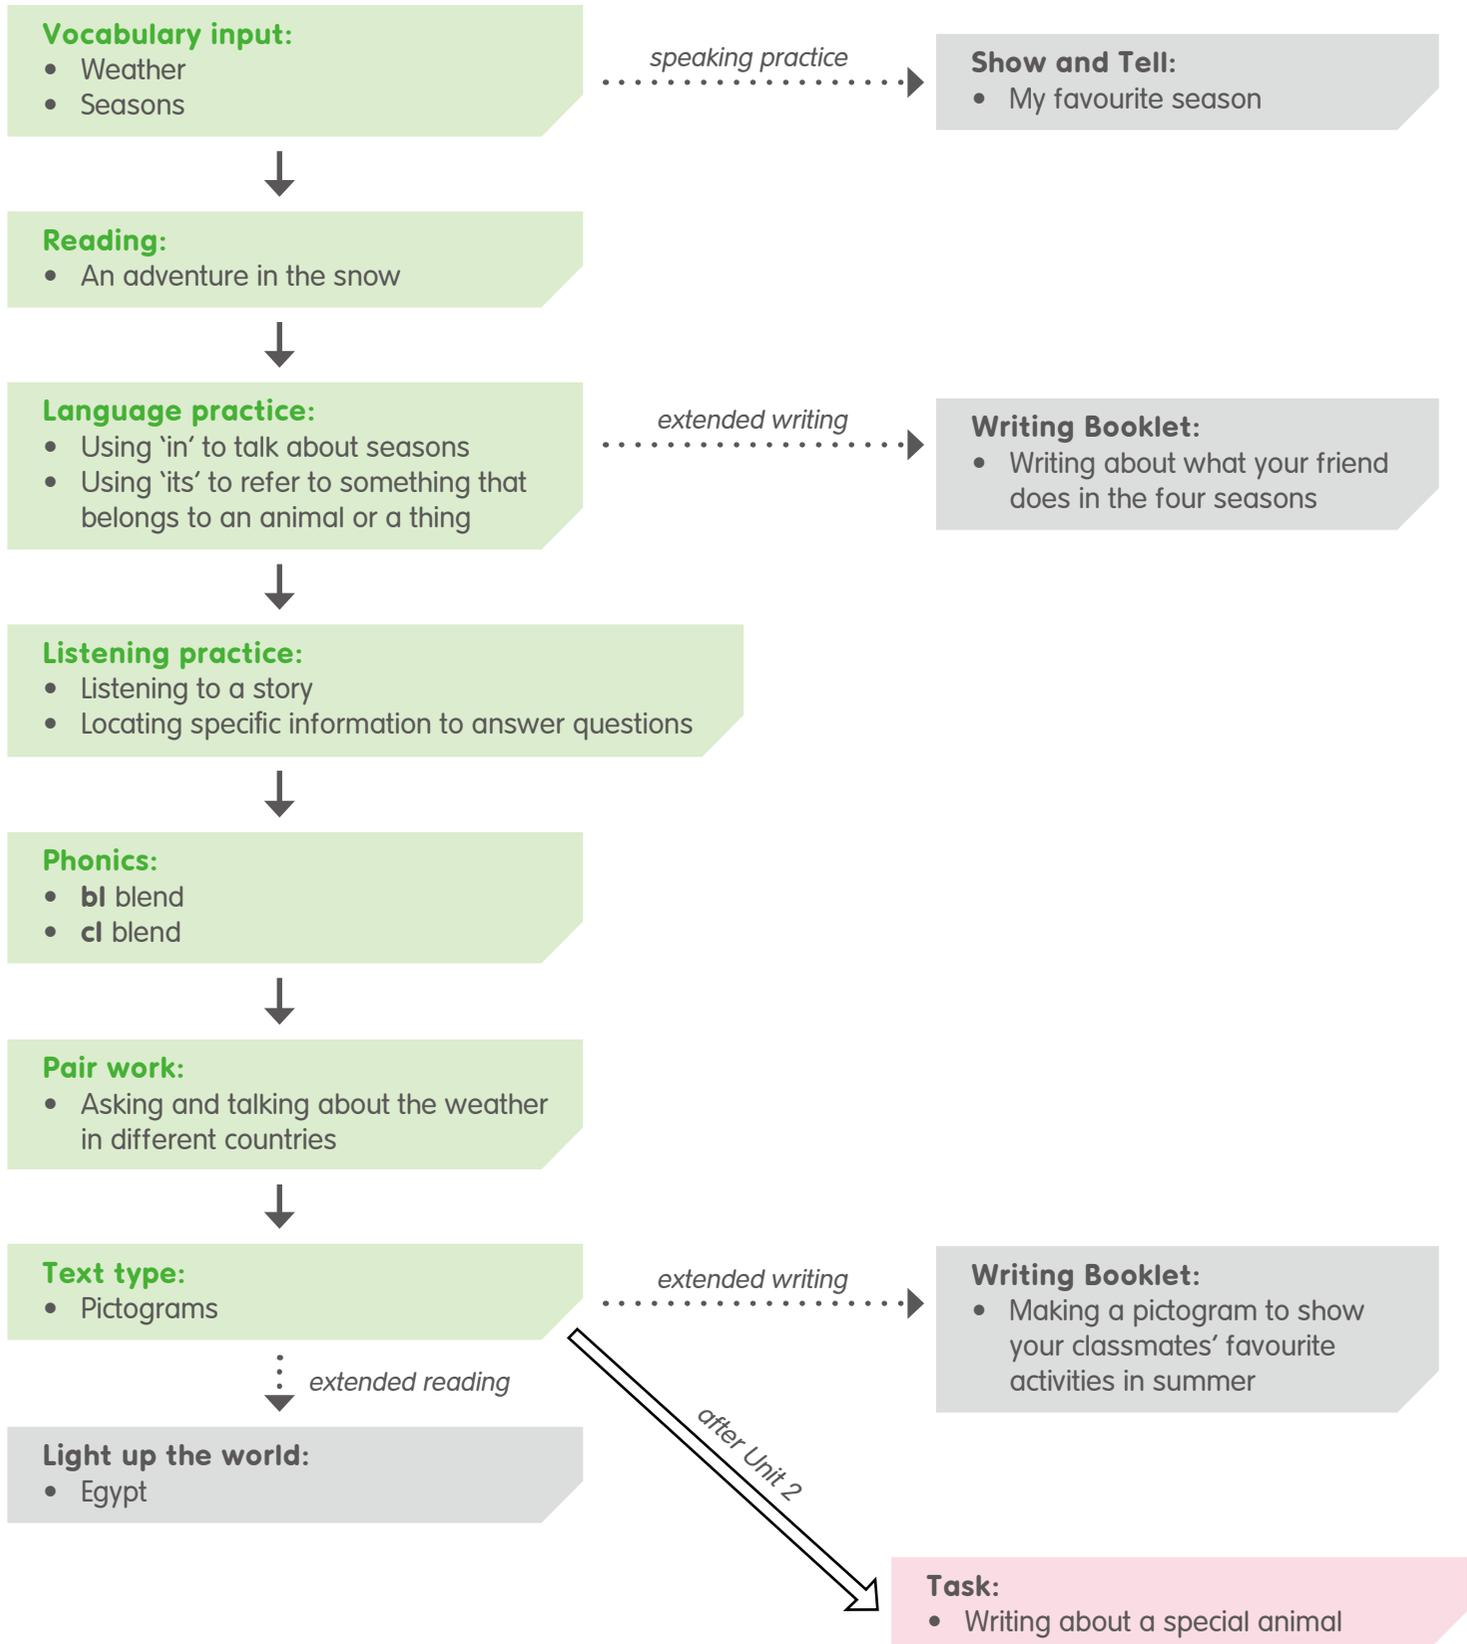 Vocabulary input:
• Weather
• Seasons
speaking practice
Show and Tell:
• My favourite season
Reading:
• An adventure in the snow
Language practice:
• Using ‘in’ to talk about seasons
• Using ‘its’ to refer to something that
belongs to an animal or a thing
extended writing
Writing Booklet:
• Writing about what your friend
does in the four seasons
Listening practice:
• Listening to a story
• Locating specific information to answer questions
Phonics:
• bl blend
• cl blend
Pair work:
• Asking and talking about the weather
in different countries
Text type:
• Pictograms
extended writing
Writing Booklet:
• Making a pictogram to show
your classmates’ favourite
activities in summer
extended reading
Light up the world:
• Egypt
after Unit 2
Task:
• Writing about a special animal